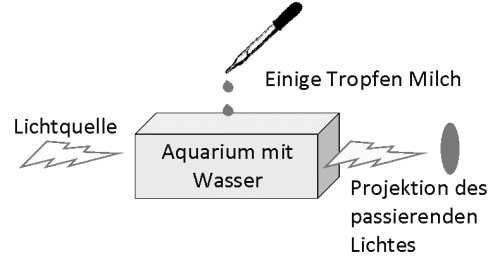 Einige Tropfen Milch
Lichtquelle
Aquarium mit
Wasser
Projektion des
passierenden
Lichtes